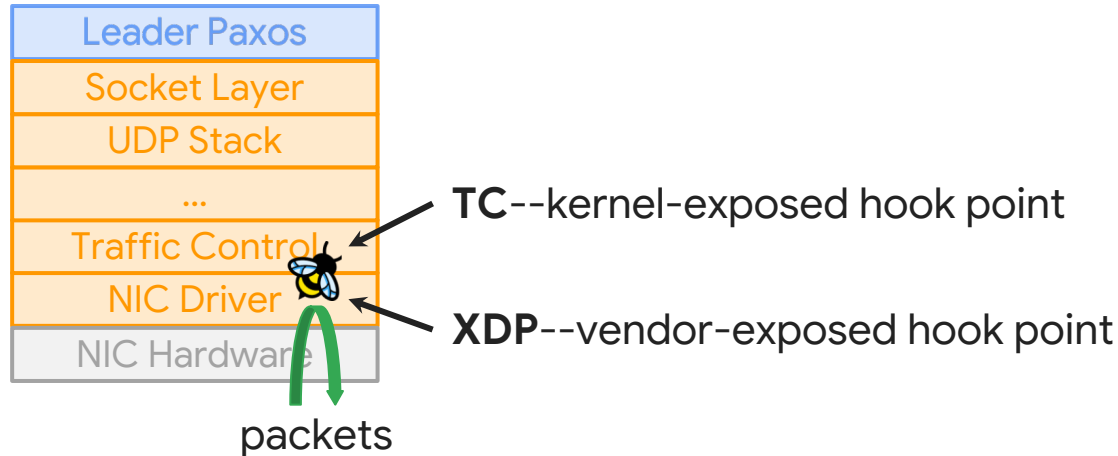 Leader Paxos
Socket Layer
UDP Stack
...
TC--kernel-exposed hook point
Traffic Control
NIC Driver
XDP--vendor-exposed hook point
NIC Hardware
packets